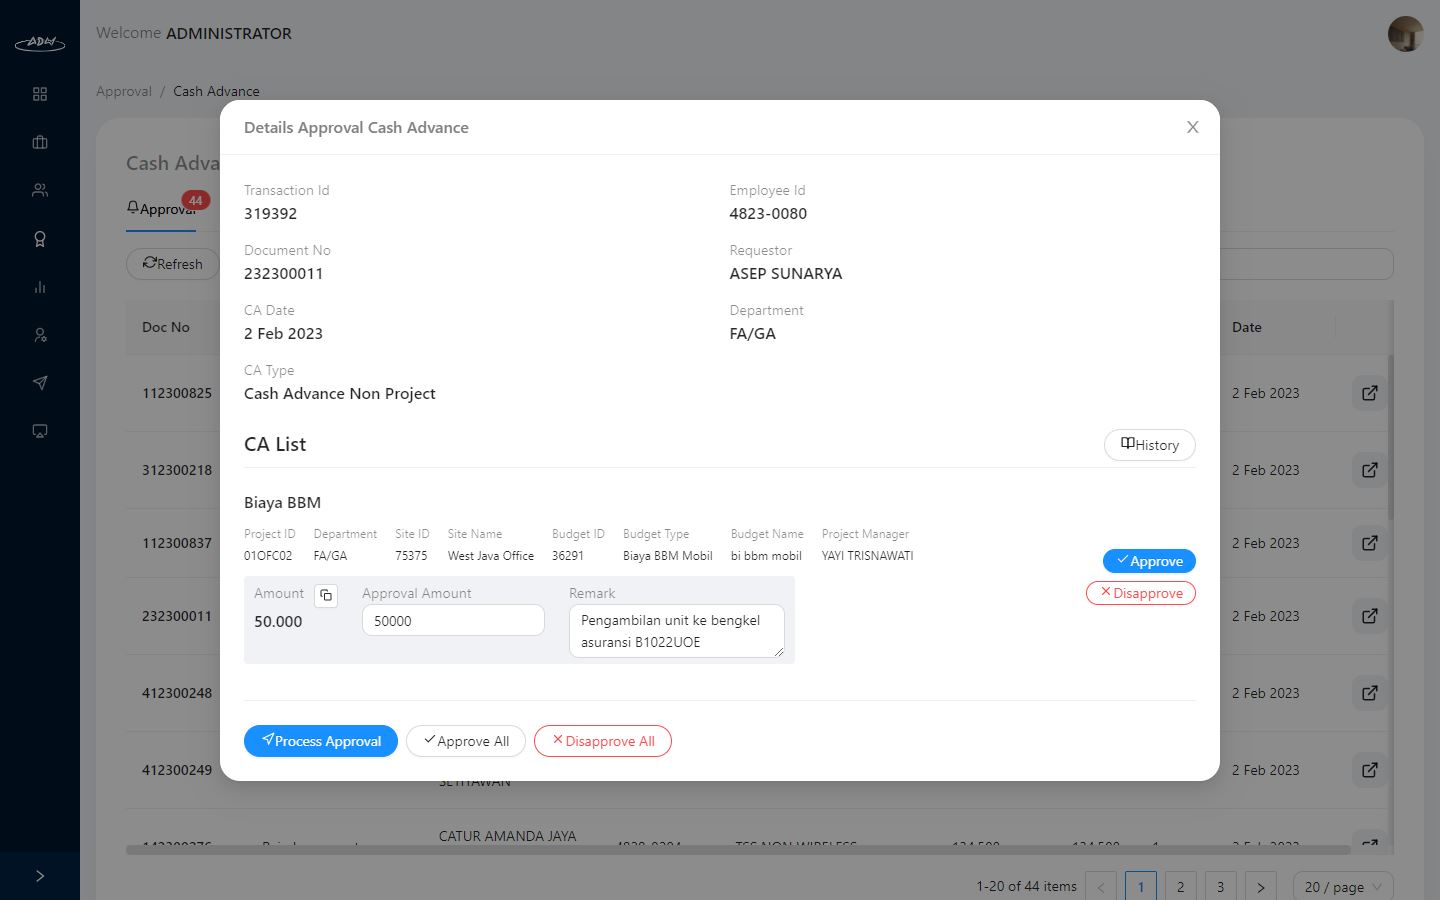 ADW
Welcome ADMINISTRATOR
Approval / Cash Advance
Cash Adva
Approval
44
Refresh
Doc No
Date
112300825
2 Feb 2023
312300218
2 Feb 2023
112300837
2 Feb 2023
232300011
2 Feb 2023
412300248
2 Feb 2023
412300249
2 Feb 2023
CATUR AMANDA JAYA
1-20 of 44 items
<
1
2
3
>
20 / page
Details Approval Cash Advance
X
Transaction Id
319392
Employee Id
4823-0080
Document No
232300011
Requestor
ASEP SUNARYA
CA Date
2 Feb 2023
Department
FA/GA
CA Type
Cash Advance Non Project
CA List
History
Biaya BBM
Project ID Department Site ID Site Name Budget ID Budget Type Budget Name Project Manager
01OFC02 FA/GA 75375 West Java Office 36291 Biaya BBM Mobil bi bbm mobil YAYI TRISNAWATI
Approve
Disapprove
Amount
50.000
Approval Amount
50000
Remark
Pengambilan unit ke bengkel
asuransi B1022UOE
Process Approval
Approve All
Disapprove All